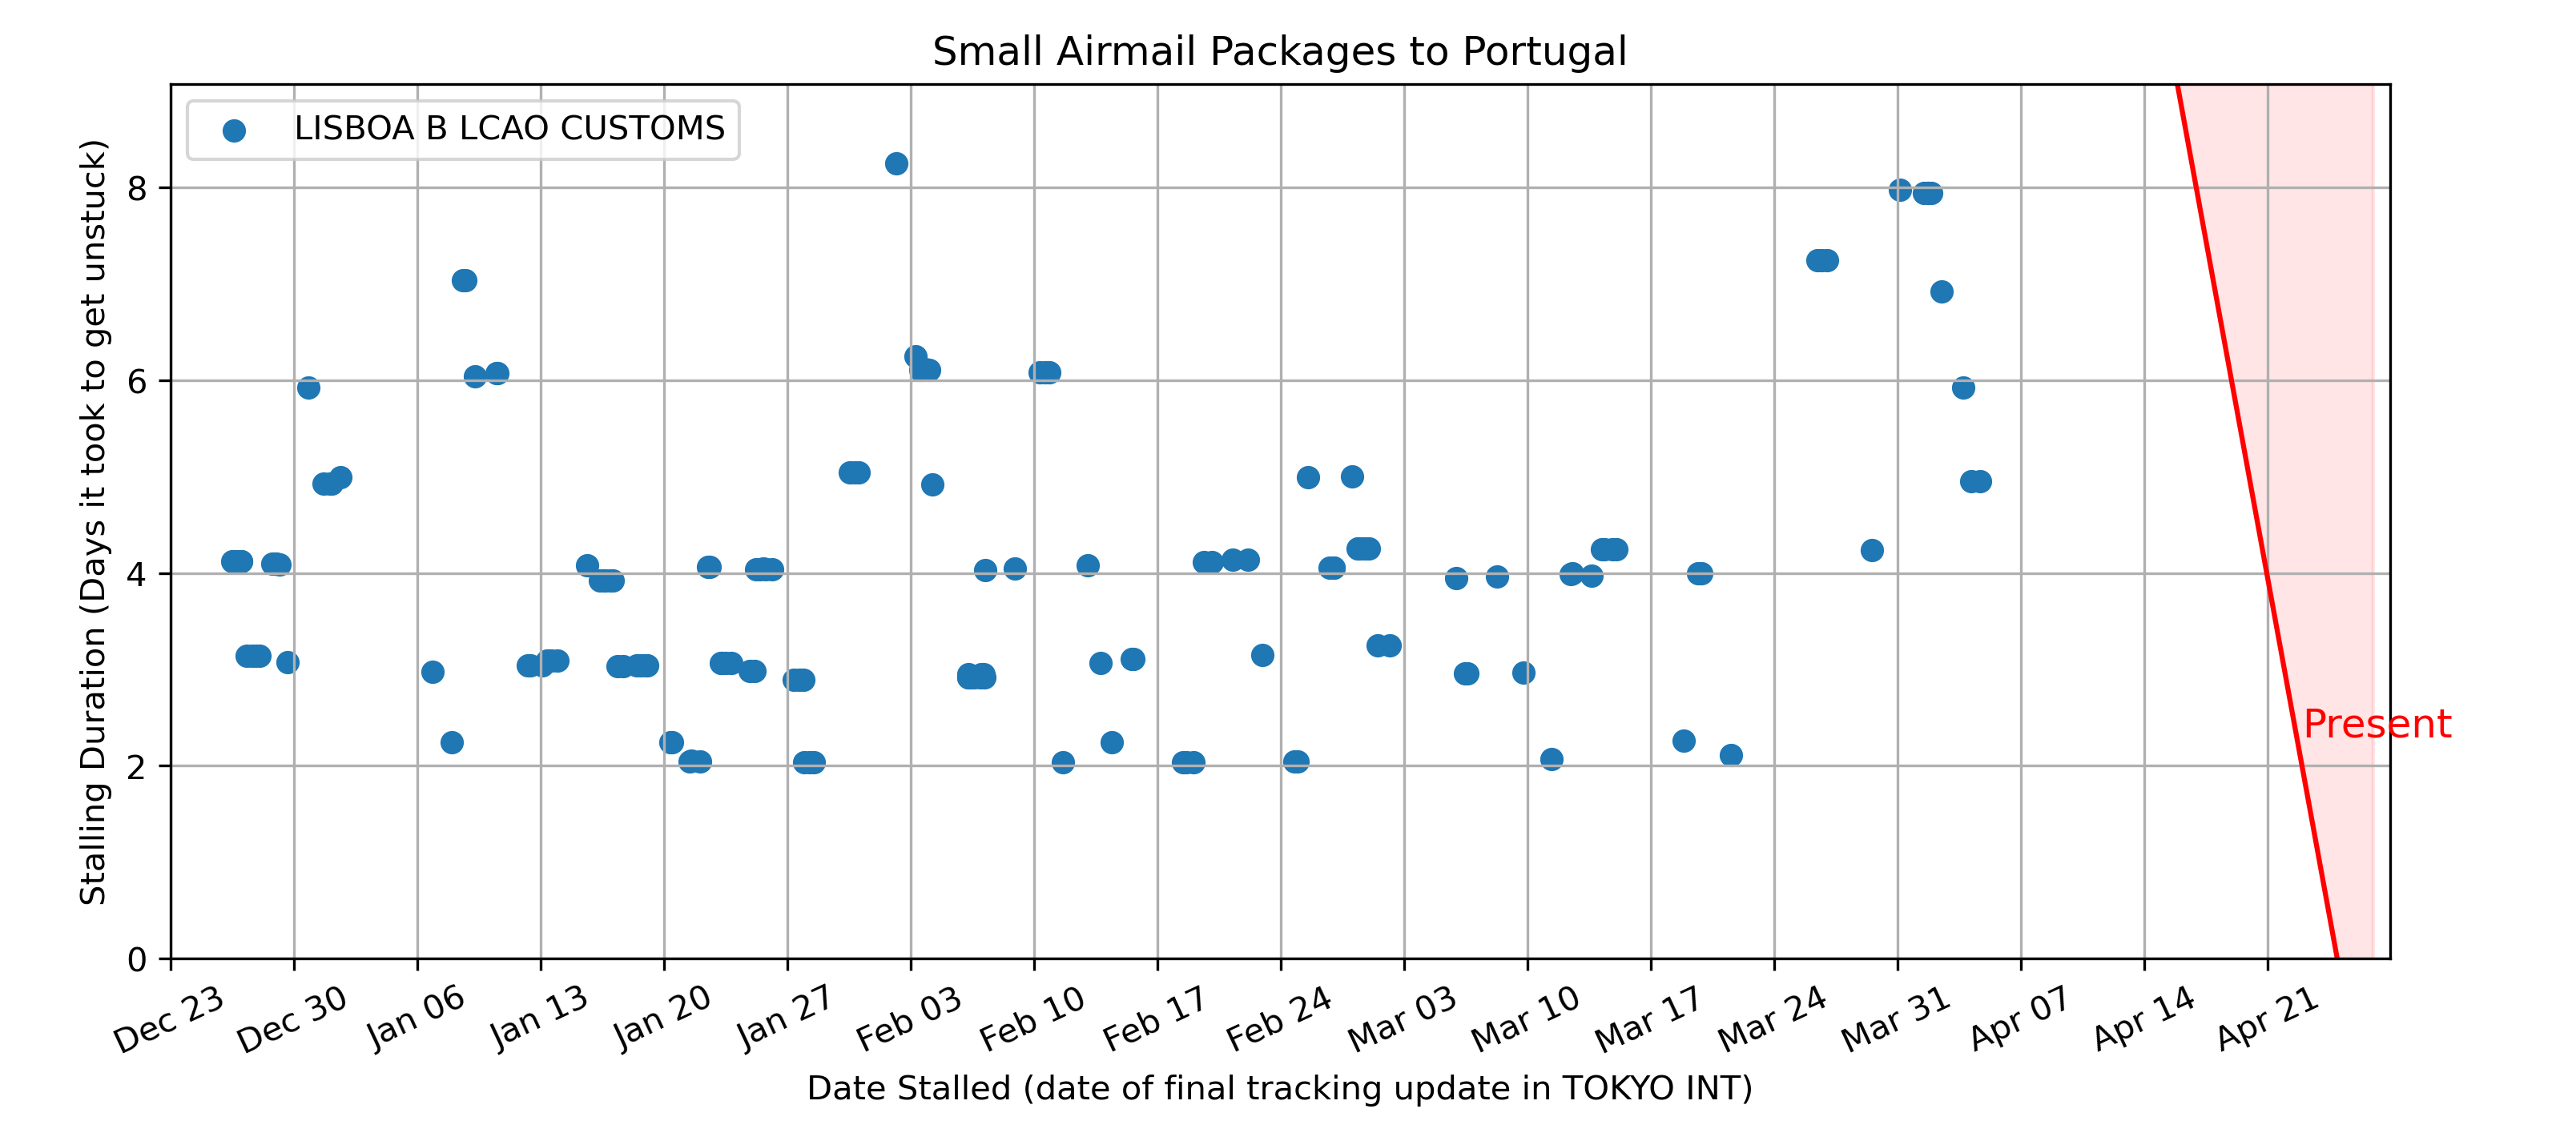 Small Airmail Packages to Portugal
LISBOA B LCAO CUSTOMS
Stalling Duration (Days it took to get unstuck)
8
6
4
2
0
Present
Dec 23
Dec 30
Jan 06
Jan 13
Jan 20
Jan 27
Feb 03
Feb 10
Feb 17
Feb 24
Mar 03
Mar 10
Mar 17
Mar 24
Mar 31
Apr 07
Apr 14
Apr 21
Date Stalled (date of final tracking update in TOKYO INT)